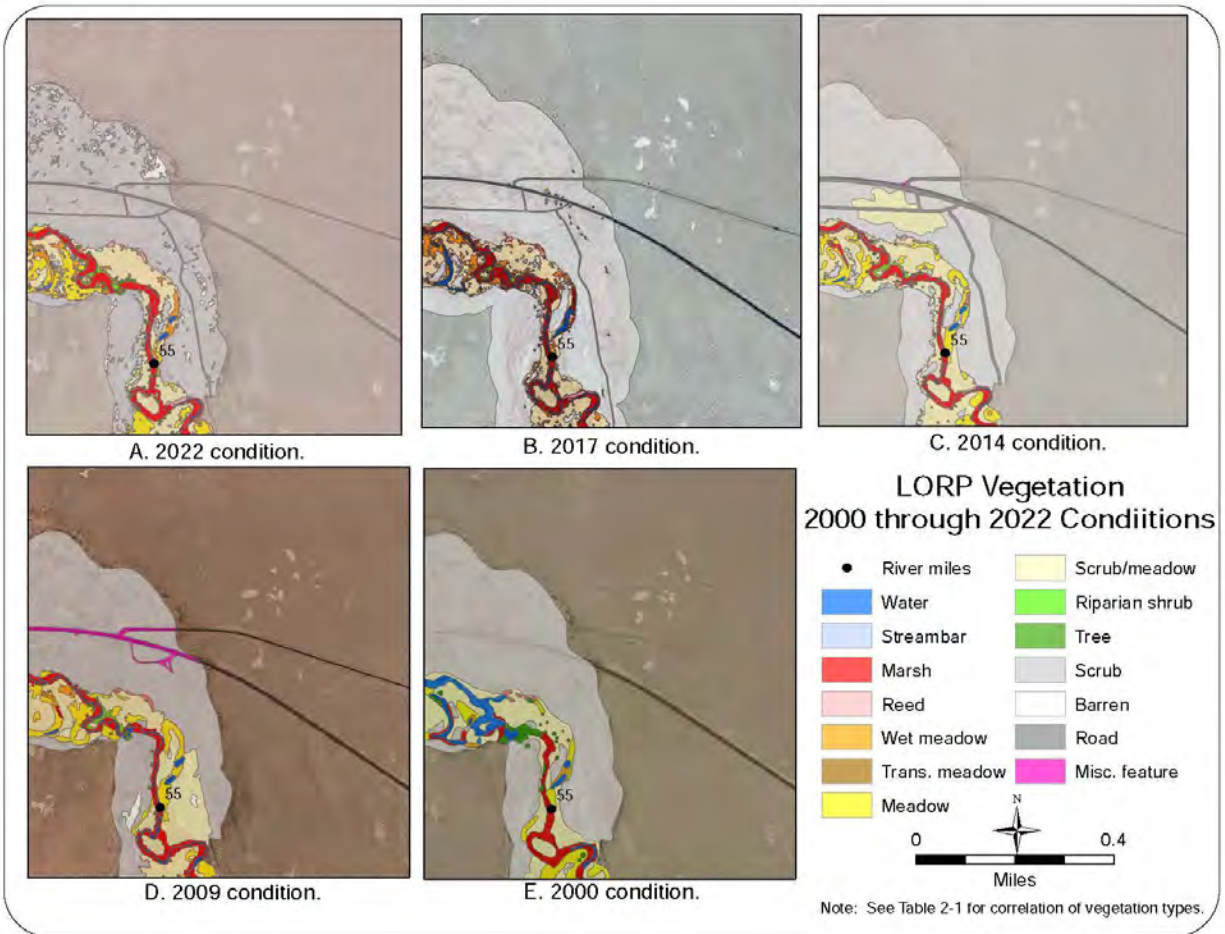 55
A. 2022 condition.
55
B. 2017 condition.
55
C. 2014 condition.
55
D. 2009 condition.
55
E. 2000 condition.
LORP Vegetation
2000 through 2022 Condiitions
River miles
Water
Streambar
Marsh
Reed
Wet meadow
Trans. meadow
Meadow
Scrub/meadow
Riparian shrub
Tree
Scrub
Barren
Road
Misc. feature
N
0 0.4
Miles
Note: See Table 2-1 for correlation of vegetation types.